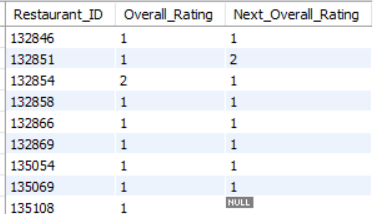 Restaurant_ID Overall_Rating Next_Overall_Rating
132846 1 1
132851 1 2
132854 2 1
132858 1 1
132866 1 1
132869 1 1
135054 1 1
135069 1 1
135108 1 NULL